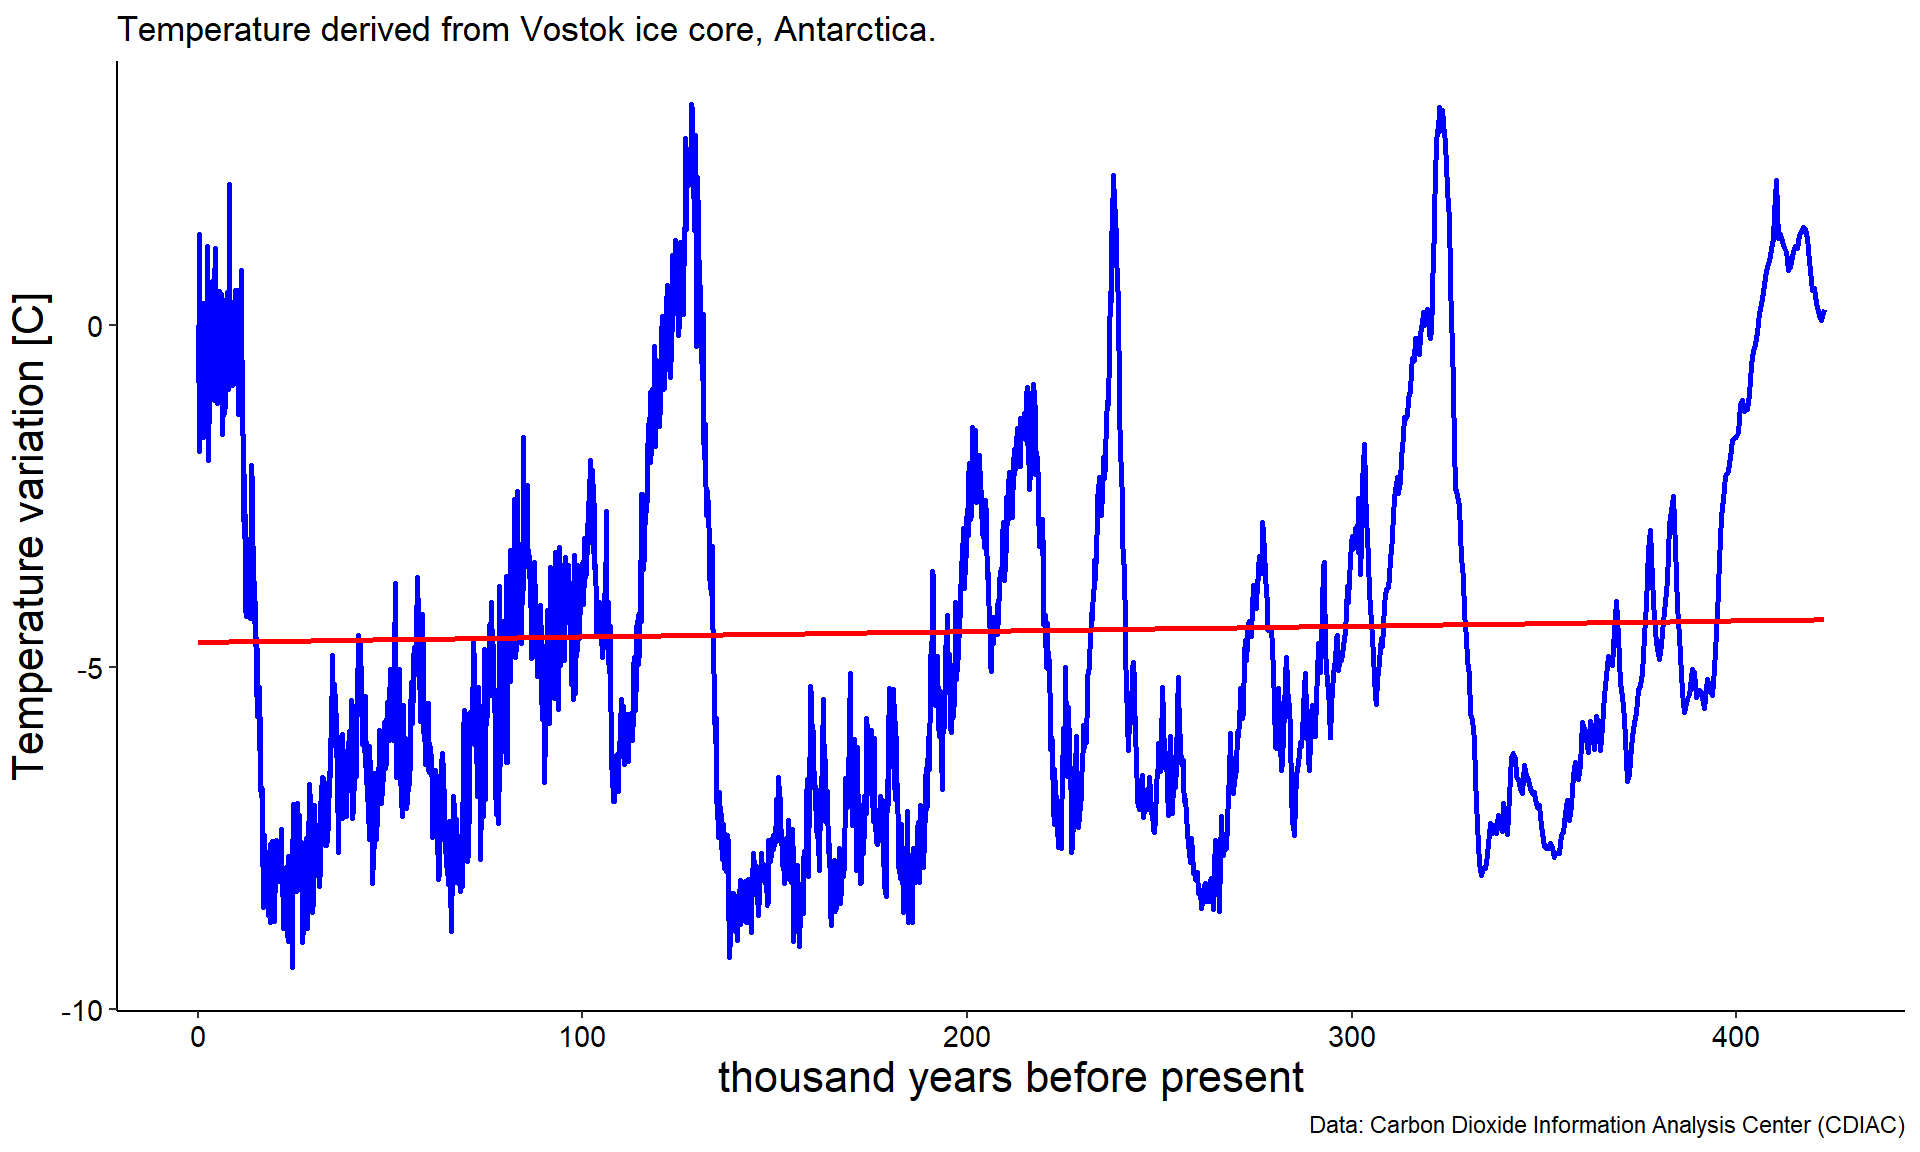 Temperature derived from Vostok ice core, Antarctica.
Temperature variation [C]
0
-5
-10
0 100 200 300 400
thousand years before present
Data: Carbon Dioxide Information Analysis Center (CDIAC)